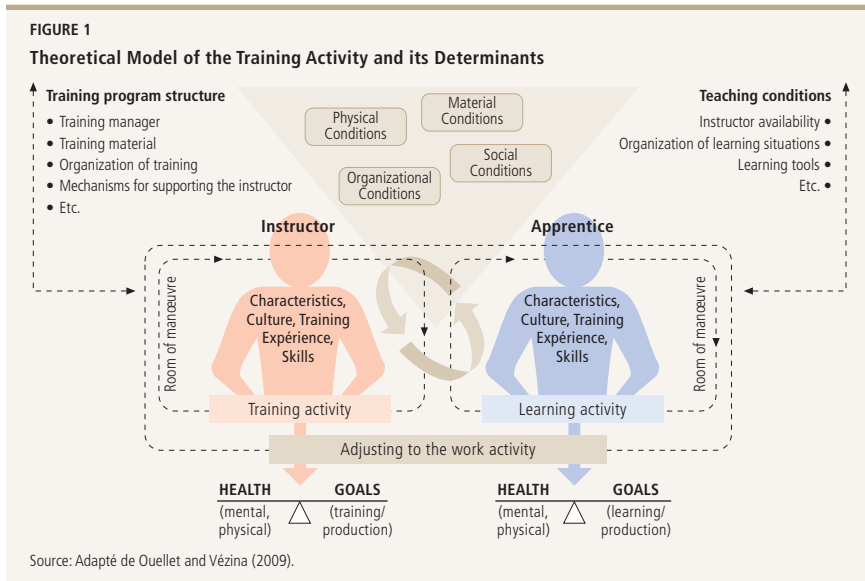 FIGURE 1
Theoretical Model of the Training Activity and its Determinants
Training program structure
• Training manager
• Training material
• Organization of training
• Mechanisms for supporting the instructor
• Etc.
Physical
Conditions
Material
Conditions
Organizational
Conditions
Social
Conditions
Teaching conditions
Instructor availability •
Organization of learning situations •
Learning tools •
Etc. •
Instructor
Apprentice
Room of manœuvre
Characteristics,
Culture, Training
Expérience,
Skills
Characteristics,
Culture, Training
Expérience,
Skills
Room of manœuvre
Training activity
Learning activity
Adjusting to the work activity
HEALTH
(mental,
physical)
GOALS
(training/
production)
HEALTH
(mental,
physical)
GOALS
(learning/
production)
Source: Adapté de Ouellet and Vézina (2009).